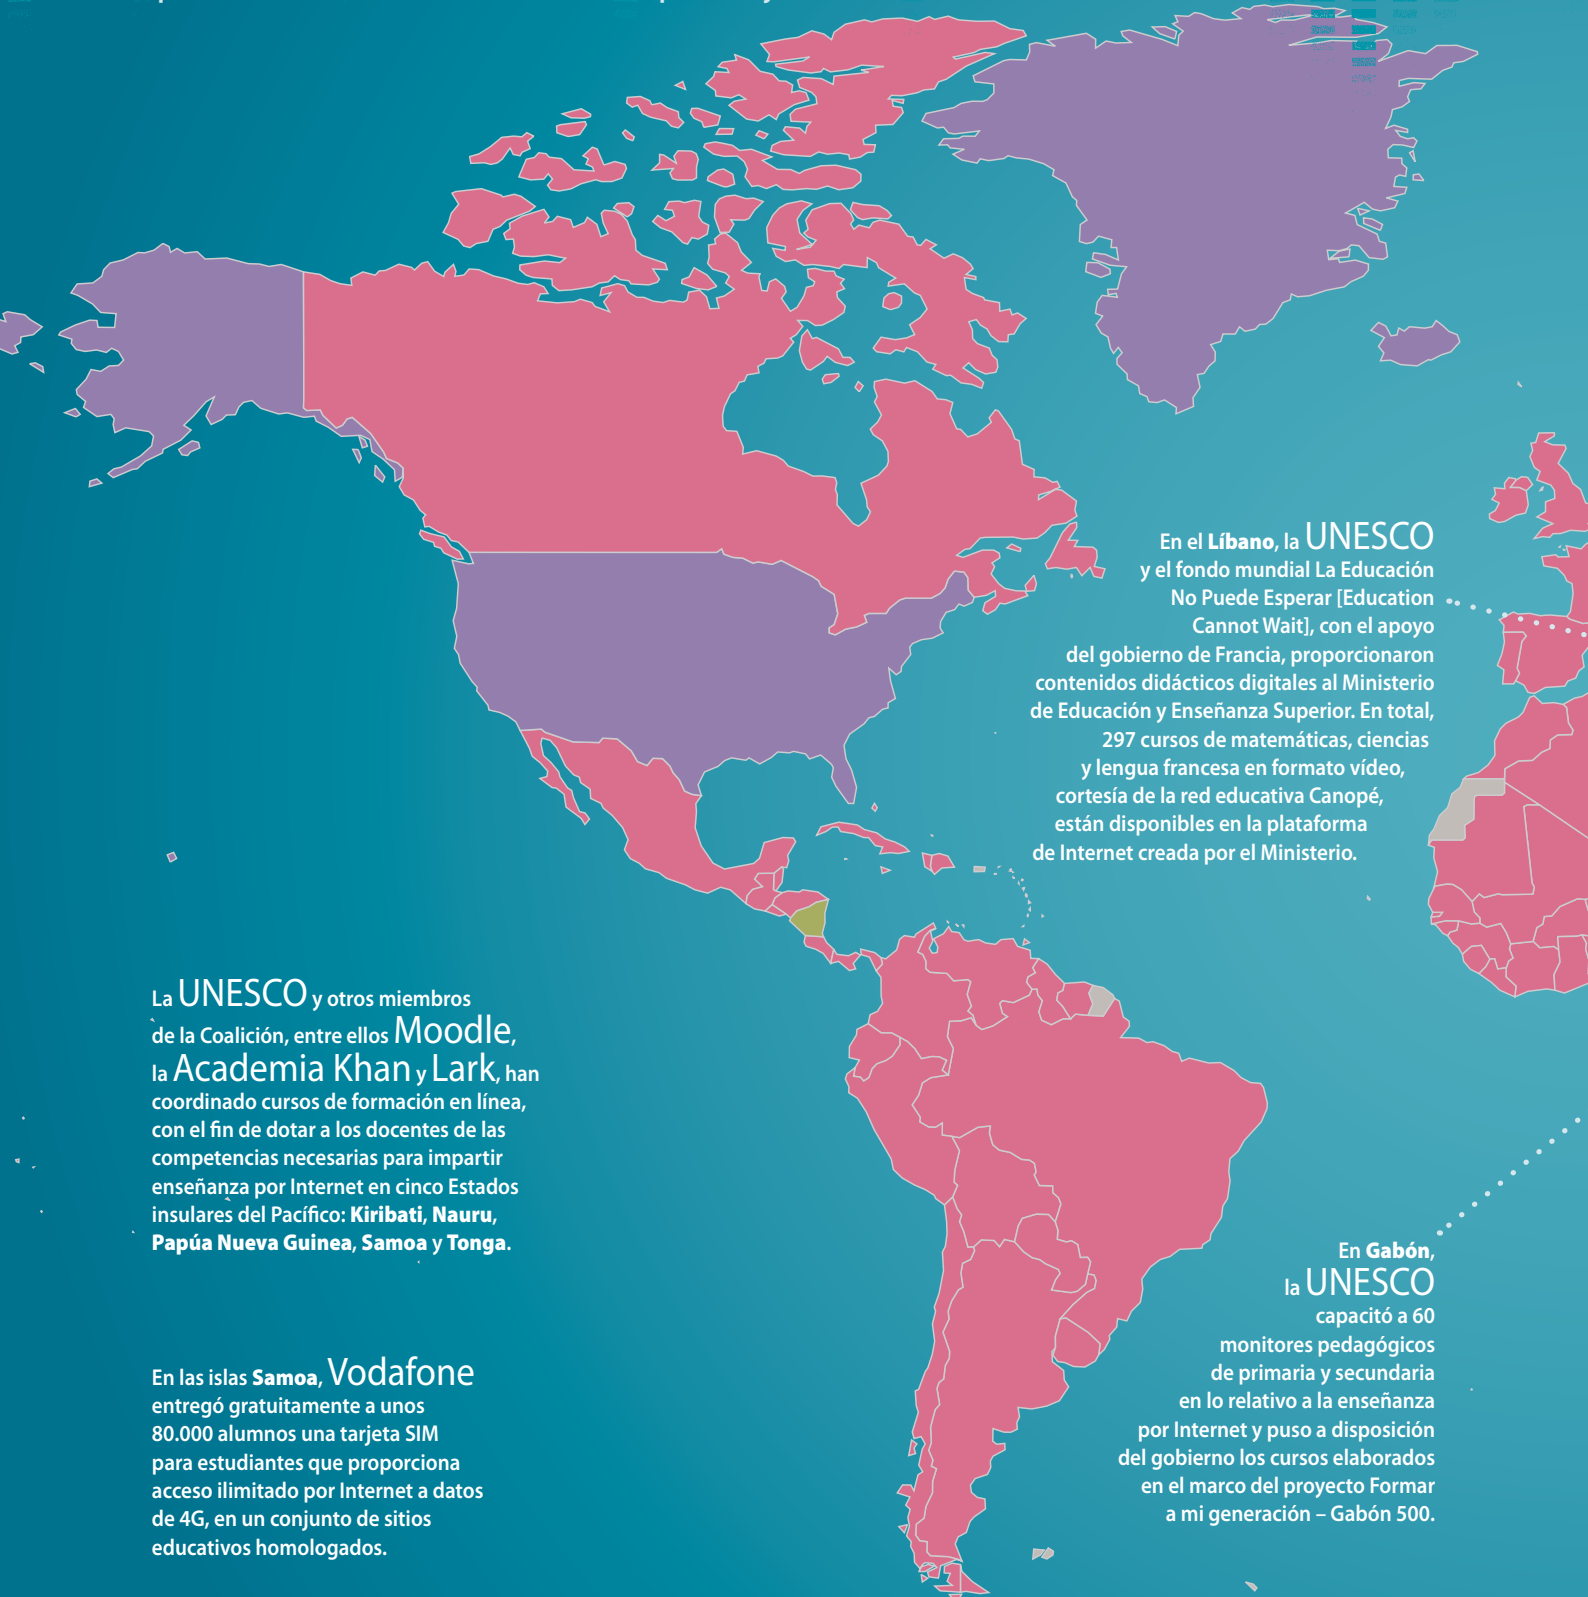 En el Líbano, la UNESCO
y el fondo mundial La Educación
No Puede Esperar [Education
Cannot Wait], con el apoyo
del gobierno de Francia, proporcionaron
contenidos didácticos digitales al Ministerio
de Educación y Enseñanza Superior. En total,
297 cursos de matemáticas, ciencias
y lengua francesa en formato vídeo,
cortesía de la red educativa Canopé,
están disponibles en la plataforma
de Internet creada por el Ministerio.
La UNESCO y otros miembros
de la Coalición, entre ellos Moodle,
la Academia Khan y Lark, han
coordinado cursos de formación en línea,
con el fin de dotar a los docentes de las
competencias necesarias para impartir
enseñanza por Internet en cinco Estados
insulares del Pacífico: Kiribati, Nauru,
Papúa Nueva Guinea, Samoa y Tonga.
En las islas Samoa, Vodafone
entregó gratuitamente a unos
80.000 alumnos una tarjeta SIM
para estudiantes que proporciona
acceso ilimitado por Internet a datos
de 4G, en un conjunto de sitios
educativos homologados.
En Gabón,
la UNESCO
capacitó a 60
monitores pedagógicos
de primaria y secundaria
en lo relativo a la enseñanza
por Internet y puso a disposición
del gobierno los cursos elaborados
en el marco del proyecto Formar
a mi generación – Gabón 500.